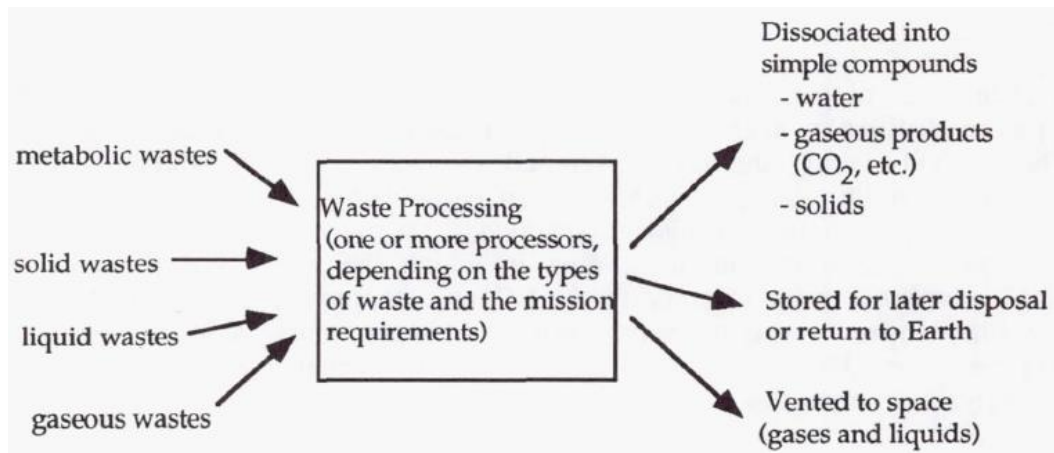 metabolic wastes
solid wastes
liquid wastes
gaseous wastes
Waste Processing
(one or more processors,
depending on the types
of waste and the mission
requirements)
Dissociated into
simple compounds
- water
- gaseous products
(CO2, etc.)
- solids
Stored for later disposal
or return to Earth
Vented to space
(gases and liquids)